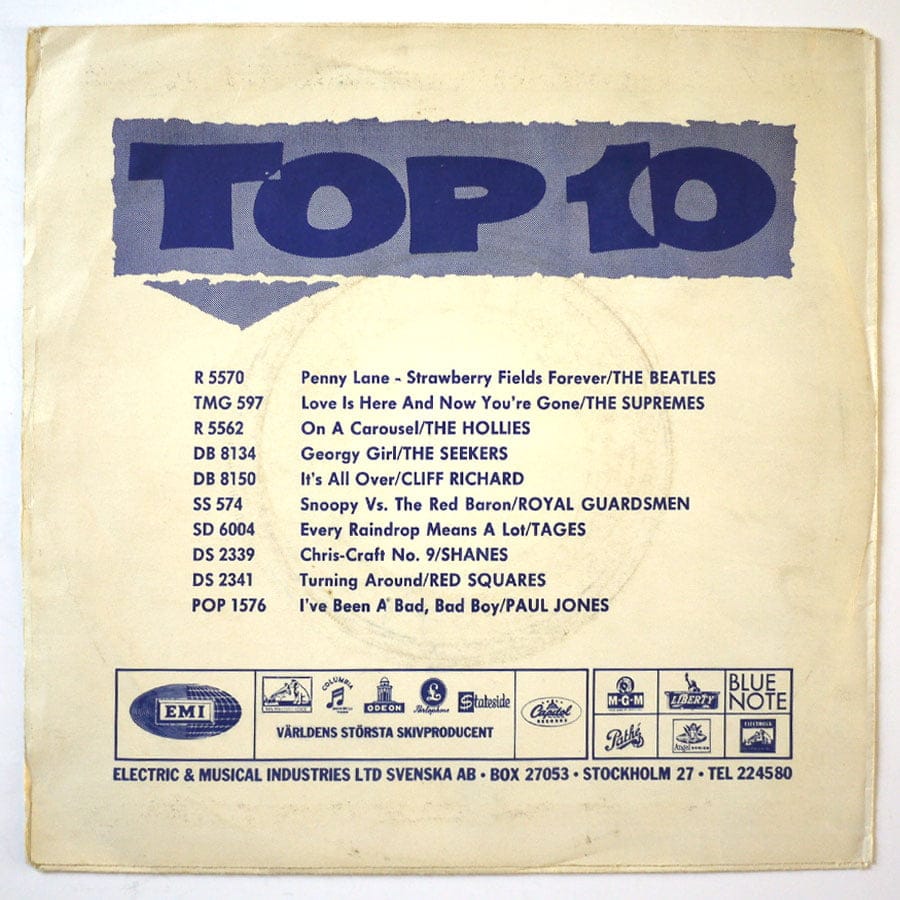 TOP 10
R 5570 Penny Lane - Strawberry Fields Forever/THE BEATLES
TMG 597 Love Is Here And Now You're Gone/THE SUPREMES
R 5562 On A Carousel/THE HOLLIES
DB 8134 Georgy Girl/THE SEEKERS
DB 8150 It's All Over/CLIFF RICHARD
SS 574 Snoopy Vs. The Red Baron/ROYAL GUARDSMEN
SD 6004 Every Raindrop Means A Lot/TAGES
DS 2339 Chris-Craft No. 9/SHANES
DS 2341 Turning Around/RED SQUARES
POP 1576 I've Been A Bad, Bad Boy/PAUL JONES
EMI
COLUMBIA
ODEON
Parlophone
Stateside
VÄRLDENS STÖRSTA SKIVPRODUCENT
Capitol
RECORDS
M-G-M
LIBERTY
BLUE
NOTE
Pathé
Angel
ELECTROLA
ELECTRIC & MUSICAL INDUSTRIES LTD SVENSKA AB • BOX 27053 • STOCKHOLM 27 • TEL 224580